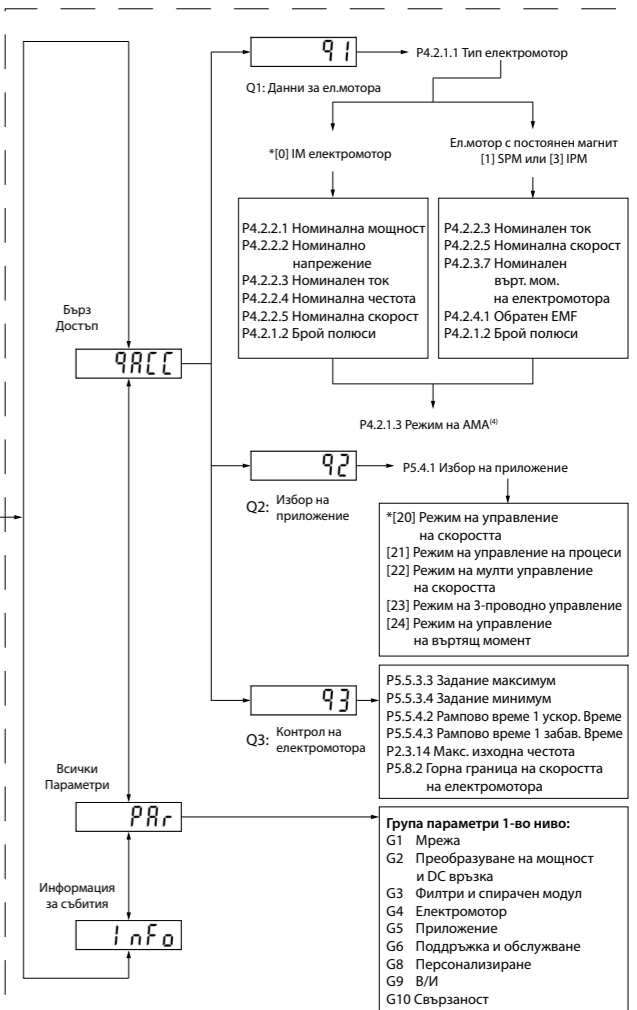 q1
P4.2.1.1 Тип електромотор
Q1: Данни за ел.мотора
*[0] IM електромотор
Ел.мотор с постоянен магнит
[1] SPM или [3] IPM
P4.2.2.1 Номинална мощност
P4.2.2.2 Номинално
напрежение
P4.2.2.3 Номинален ток
P4.2.2.4 Номинална честота
P4.2.2.5 Номинална скорост
P4.2.1.2 Брой полюси
P4.2.2.3 Номинален ток
P4.2.2.5 Номинална скорост
P4.2.3.7 Номинален
върт. мом.
на електромотора
P4.2.4.1 Обратен EMF
P4.2.1.2 Брой полюси
P4.2.1.3 Режим на АМА(4)
Бърз
Достъп
qACC
q2
P5.4.1 Избор на приложение
Q2: Избор на
приложение
*[20] Режим на управление
на скоростта
[21] Режим на управление на процеси
[22] Режим на мулти управление
на скоростта
[23] Режим на 3-проводно управление
[24] Режим на управление
на въртящ момент
q3
Q3: Контрол на
електромотора
P5.5.3.3 Задание максимум
P5.5.3.4 Задание минимум
P5.5.4.2 Рампово време 1 ускор. Време
P5.5.4.3 Рампово време 1 забав. Време
P2.3.14 Макс. изходна честота
P5.8.2 Горна граница на скоростта
на електромотора
Всички
Параметри
PAr
Група параметри 1-во ниво:
G1 Мрежа
G2 Преобразуване на мощност
и DC връзка
G3 Филтри и спирачен модул
G4 Електромотор
G5 Приложение
G6 Поддръжка и обслужване
G8 Персонализиране
G9 В/И
G10 Свързаност
Информация
за събития
InFo